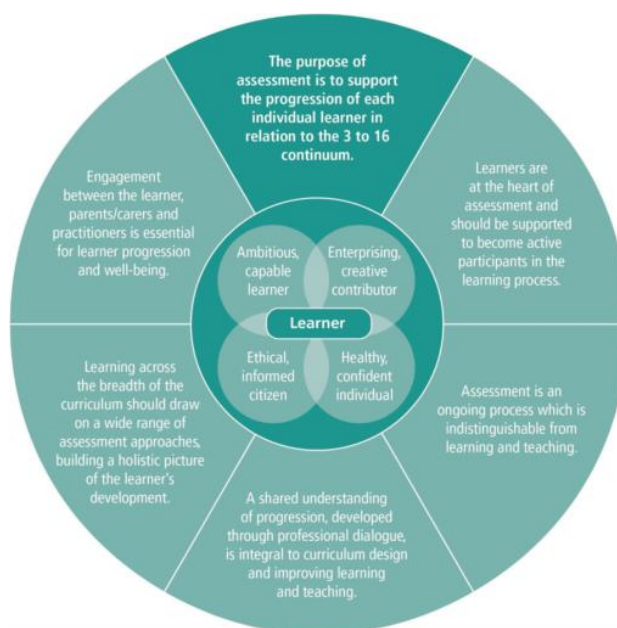 The purpose of
assessment is to support
the progression of each
individual learner in
relation to the 3 to 16
continuum.
Learners are
at the heart of
assessment and
should be supported
to become active
participants in the
learning process.
Assessment is an
ongoing process which is
indistinguishable from
learning and teaching.
A shared understanding
of progression, developed
through professional dialogue,
is integral to curriculum design
and improving learning
and teaching.
Learning across
the breadth of the
curriculum should draw
on a wide range of
assessment approaches,
building a holistic picture
of the learner's
development.
Engagement
between the learner,
parents/carers and
practitioners is essential
for learner progression
and well-being.
Ambitious,
capable
learner
Enterprising,
creative
contributor
Learner
Ethical,
informed
citizen
Healthy,
confident
individual